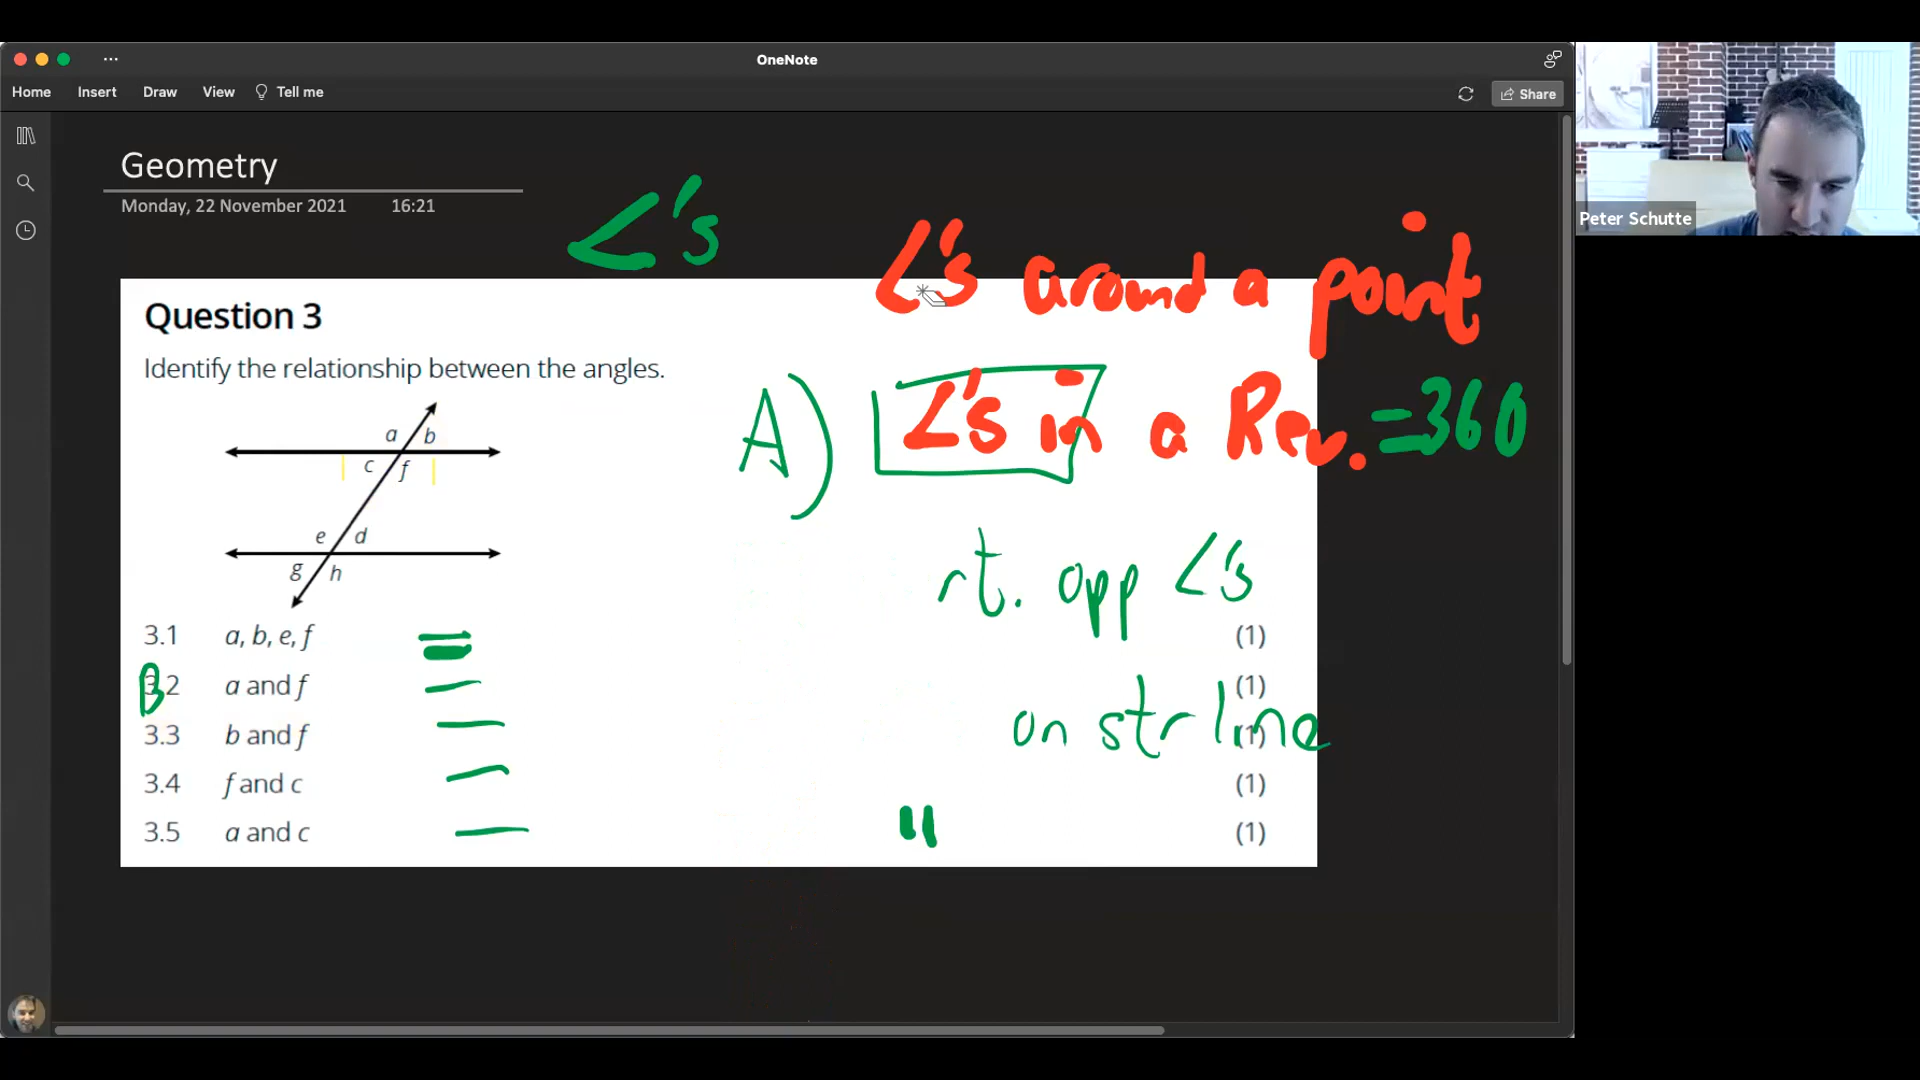 OneNote
Home Insert Draw View Tell me
Share
Geometry
Monday, 22 November 2021 16:21
∠'s
∠'s around a point
Question 3
Identify the relationship between the angles.
A) ∠'s in a Rev. =360
a b
c f
e d
g h
rt. opp ∠'s
3.1 a, b, e, f = (1)
B
3.2 a and f (1)
on str line
3.3 b and f (1)
3.4 f and c (1)
3.5 a and c " (1)
Peter Schutte